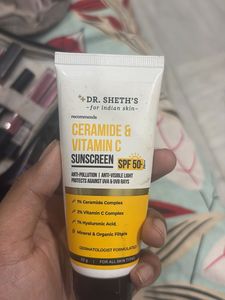 DR. SHETH'S
for indian skin
recommends
CERAMIDE &
VITAMIN C
SUNSCREEN
SPF 50+
ANTI-POLLUTION | ANTI-VISIBLE LIGHT
PROTECTS AGAINST UVA & UVB RAYS
1% Ceramide Complex
2% Vitamin C Complex
1% Hyaluronic Acid
Mineral & Organic Filters
DERMATOLOGIST FORMULATED
FOR ALL SKIN TYPES